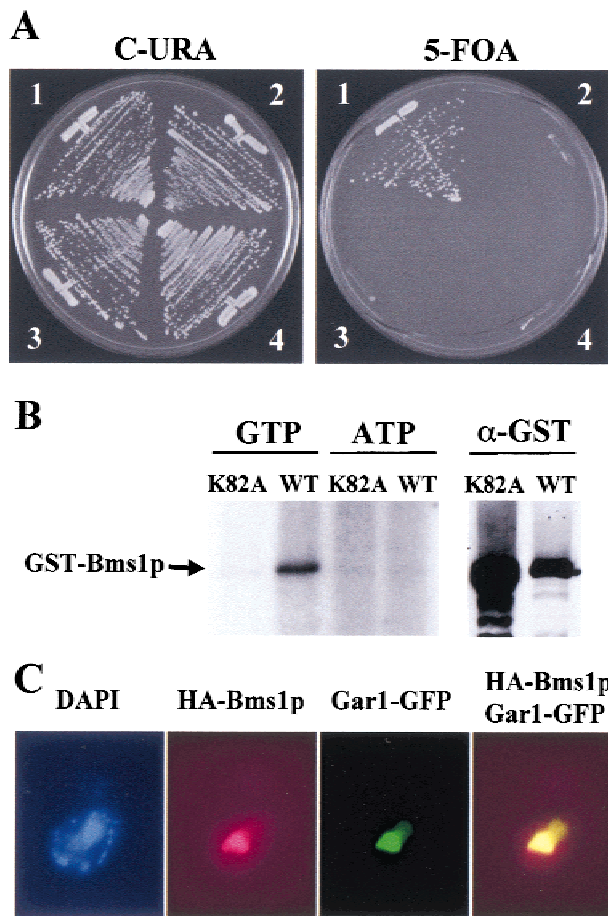 A
C-URA 5-FOA
1 2 1 2
3 4 3 4
B
GTP ATP α-GST
K82A WT K82A WT K82A WT
GST-Bms1p
C
DAPI HA-Bms1p Gar1-GFP HA-Bms1p
Gar1-GFP